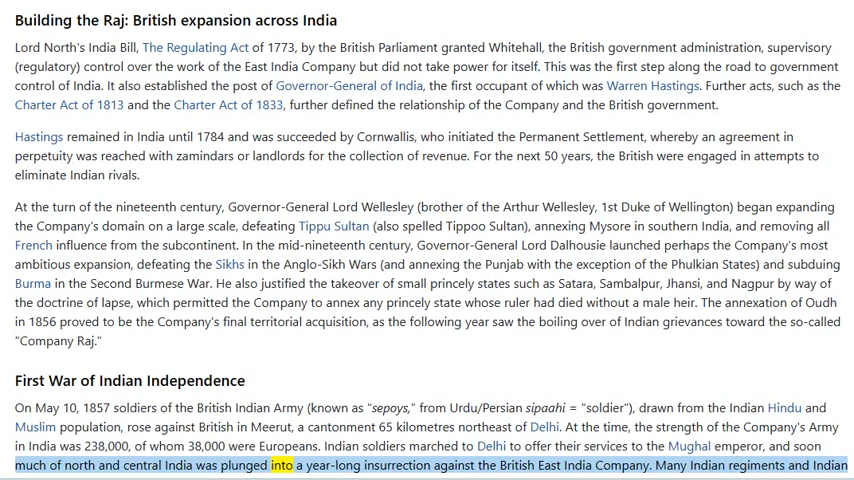 Building the Raj: British expansion across India
Lord North's India Bill, The Regulating Act of 1773, by the British Parliament granted Whitehall, the British government administration, supervisory
(regulatory) control over the work of the East India Company but did not take power for itself. This was the first step along the road to government
control of India. It also established the post of Governor-General of India, the first occupant of which was Warren Hastings. Further acts, such as the
Charter Act of 1813 and the Charter Act of 1833, further defined the relationship of the Company and the British government.
Hastings remained in India until 1784 and was succeeded by Cornwallis, who initiated the Permanent Settlement, whereby an agreement in
perpetuity was reached with zamindars or landlords for the collection of revenue. For the next 50 years, the British were engaged in attempts to
eliminate Indian rivals.
At the turn of the nineteenth century, Governor-General Lord Wellesley (brother of the Arthur Wellesley, 1st Duke of Wellington) began expanding
the Company's domain on a large scale, defeating Tippu Sultan (also spelled Tippoo Sultan), annexing Mysore in southern India, and removing all
French influence from the subcontinent. In the mid-nineteenth century, Governor-General Lord Dalhousie launched perhaps the Company's most
ambitious expansion, defeating the Sikhs in the Anglo-Sikh Wars (and annexing the Punjab with the exception of the Phulkian States) and subduing
Burma in the Second Burmese War. He also justified the takeover of small princely states such as Satara, Sambalpur, Jhansi, and Nagpur by way of
the doctrine of lapse, which permitted the Company to annex any princely state whose ruler had died without a male heir. The annexation of Oudh
in 1856 proved to be the Company's final territorial acquisition, as the following year saw the boiling over of Indian grievances toward the so-called
"Company Raj."
First War of Indian Independence
On May 10, 1857 soldiers of the British Indian Army (known as "sepoys," from Urdu/Persian sipaahi = "soldier"), drawn from the Indian Hindu and
Muslim population, rose against British in Meerut, a cantonment 65 kilometres northeast of Delhi. At the time, the strength of the Company's Army
in India was 238,000, of whom 38,000 were Europeans. Indian soldiers marched to Delhi to offer their services to the Mughal emperor, and soon
much of north and central India was plunged into a year-long insurrection against the British East India Company. Many Indian regiments and Indian